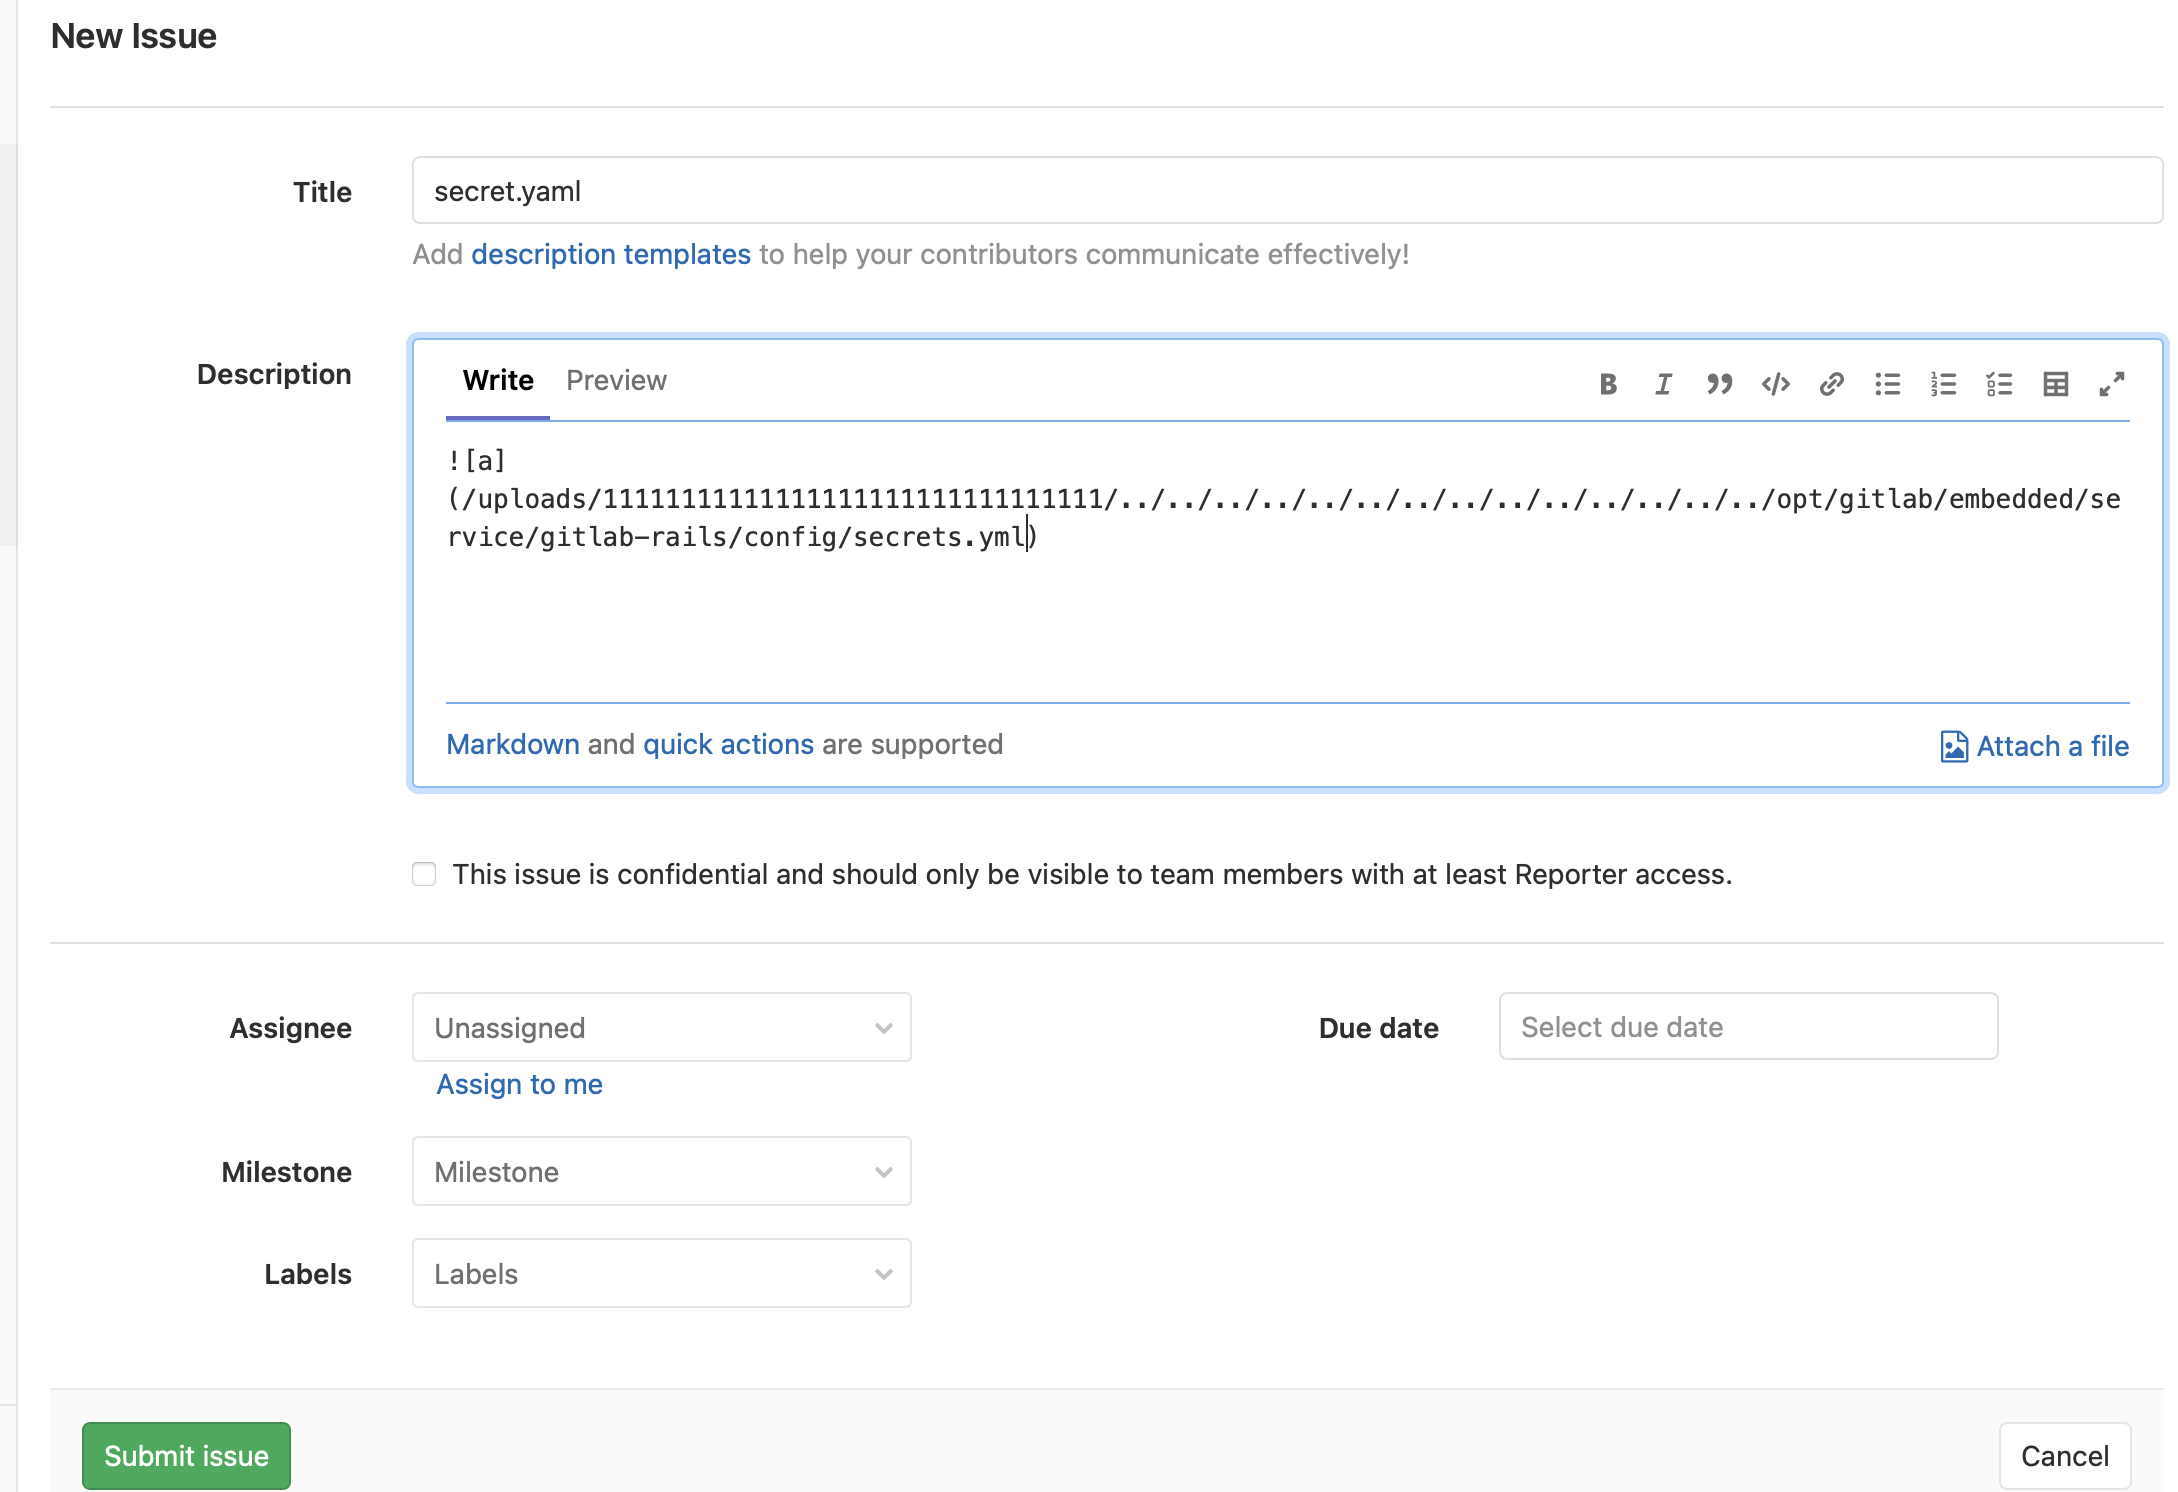 New Issue
Title
secret.yaml
Add description templates to help your contributors communicate effectively!
Description
Write Preview
![a]
(/uploads/11111111111111111111111111111111/../../../../../../../../../../../../../../opt/gitlab/embedded/se
rvice/gitlab-rails/config/secrets.yml)
Markdown and quick actions are supported
Attach a file
This issue is confidential and should only be visible to team members with at least Reporter access.
Assignee
Unassigned
Due date
Select due date
Assign to me
Milestone
Milestone
Labels
Labels
Submit issue
Cancel